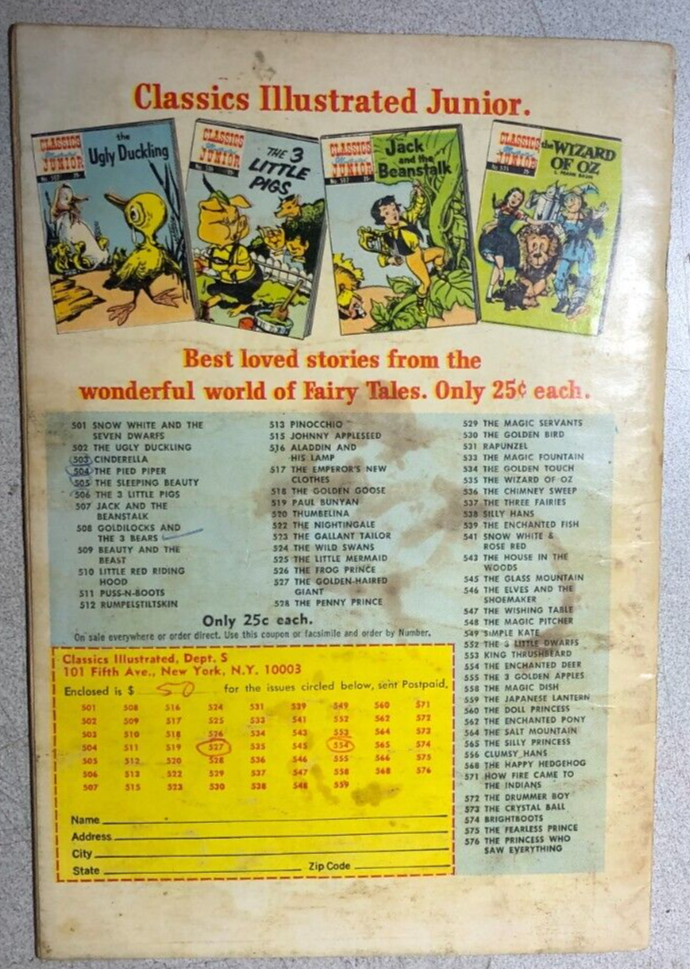 Classics Illustrated Junior.
CLASSICS
JUNIOR
the
Ugly Duckling
CLASSICS
JUNIOR
THE 3
LITTLE
PIGS
CLASSICS
JUNIOR
Jack
and the
Beanstalk
CLASSICS
JUNIOR
the WIZARD
OF OZ
Best loved stories from the
wonderful world of Fairy Tales. Only 25¢ each.
501 SNOW WHITE AND THE
SEVEN DWARFS
502 THE UGLY DUCKLING
503 CINDERELLA
504 THE PIED PIPER
505 THE SLEEPING BEAUTY
506 THE 3 LITTLE PIGS
507 JACK AND THE
BEANSTALK
508 GOLDILOCKS AND
THE 3 BEARS
509 BEAUTY AND THE
BEAST
510 LITTLE RED RIDING
HOOD
511 PUSS-N-BOOTS
512 RUMPELSTILTSKIN
513 PINOCCHIO
515 JOHNNY APPLESEED
516 ALADDIN AND
HIS LAMP
517 THE EMPEROR'S NEW
CLOTHES
518 THE GOLDEN GOOSE
519 PAUL BUNYAN
520 THUMBELINA
522 THE NIGHTINGALE
523 THE GALLANT TAILOR
524 THE WILD SWANS
525 THE LITTLE MERMAID
526 THE FROG PRINCE
527 THE GOLDEN-HAIRED
GIANT
528 THE PENNY PRINCE
529 THE MAGIC SERVANTS
530 THE GOLDEN BIRD
531 RAPUNZEL
533 THE MAGIC FOUNTAIN
534 THE GOLDEN TOUCH
535 THE WIZARD OF OZ
536 THE CHIMNEY SWEEP
537 THE THREE FAIRIES
538 SILLY HANS
539 THE ENCHANTED FISH
541 SNOW WHITE &
ROSE RED
543 THE HOUSE IN THE
WOODS
545 THE GLASS MOUNTAIN
546 THE ELVES AND THE
SHOEMAKER
547 THE WISHING TABLE
548 THE MAGIC PITCHER
549 SIMPLE KATE
552 THE LITTLE DWARFS
553 KING THRUSHBEARD
554 THE ENCHANTED DEER
555 THE 3 GOLDEN APPLES
558 THE MAGIC DISH
559 THE JAPANESE LANTERN
560 THE DOLL PRINCESS
562 THE ENCHANTED PONY
564 THE SALT MOUNTAIN
565 THE SILLY PRINCESS
566 CLUMSY HANS
568 THE HAPPY HEDGEHOG
571 HOW FIRE CAME TO
THE INDIANS
572 THE DRUMMER BOY
573 THE CRYSTAL BALL
574 BRIGHTBOOTS
575 THE FEARLESS PRINCE
576 THE PRINCESS WHO
SAW EVERYTHING
Only 25c each.
On sale everywhere or order direct. Use this coupon or facsimile and order by Number.
Classics Illustrated, Dept. S
101 Fifth Ave., New York, N.Y. 10003
Enclosed is $ 50 for the issues circled below, sent Postpaid.
501 508 516 524 531 539 549 560 571
502 509 517 525 533 541 552 562 572
503 510 518 526 534 543 553 564 573
504 511 519 527 535 545 554 565 574
505 512 520 528 536 546 555 566 575
506 513 522 529 537 547 558 568 576
507 515 523 530 538 548 559
Name
Address
City
State Zip Code